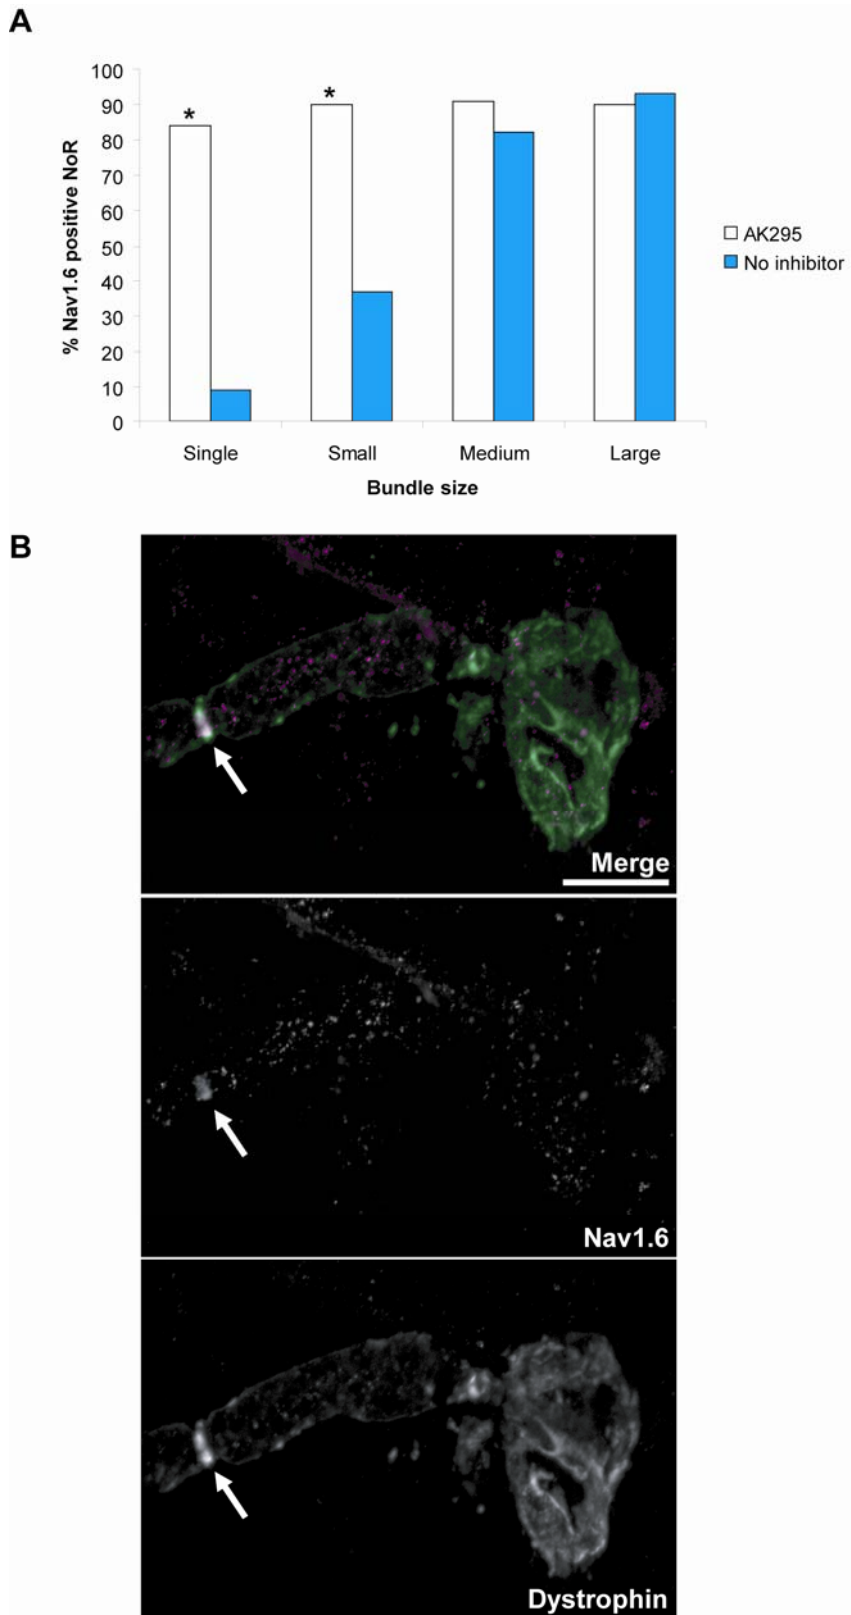 A
100
90
80
70
60
50
40
30
20
10
0
% Nav1.6 positive NoR
*
*
Single Small Medium Large
Bundle size
AK295
No inhibitor
B
Merge
Nav1.6
Dystrophin